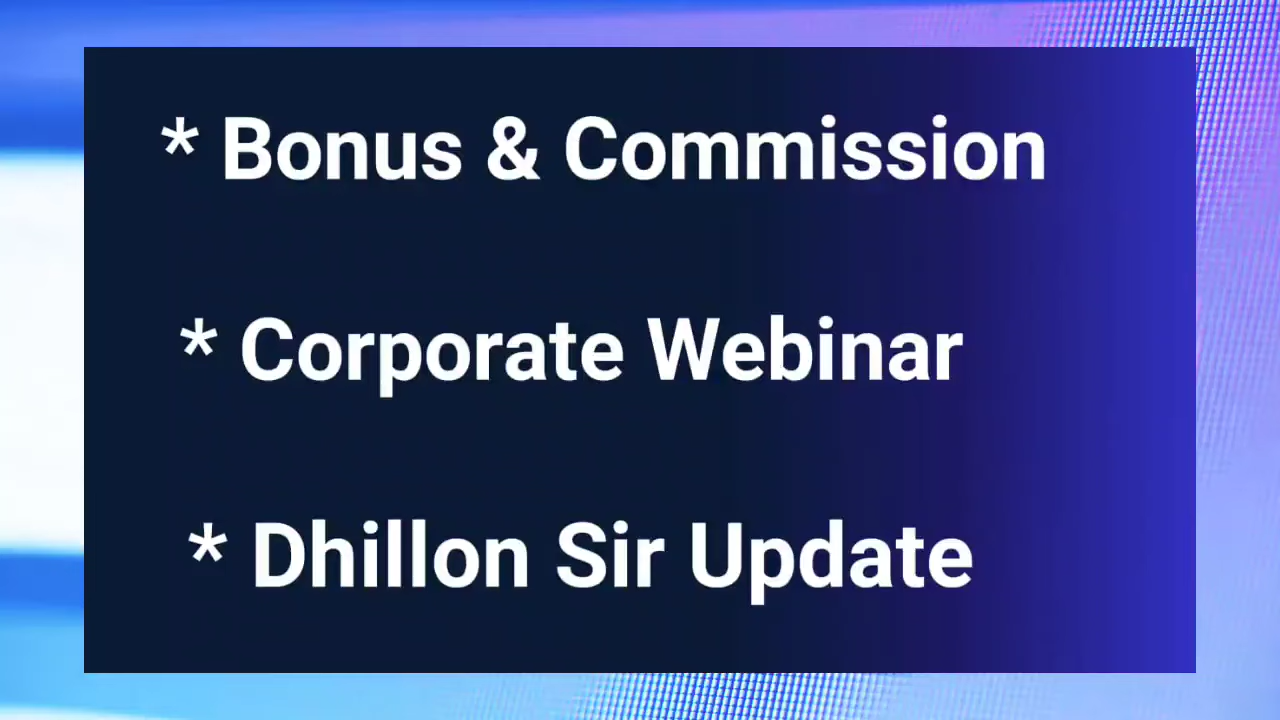 * Bonus & Commission
* Corporate Webinar
* Dhillon Sir Update